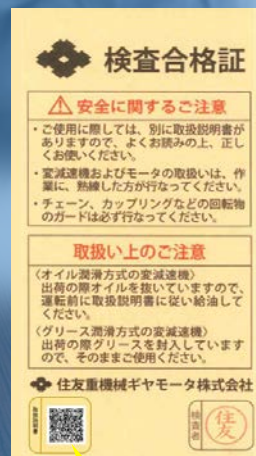 検査合格証
安全に関するご注意
・ご使用に際しては、別に取扱説明書が
ありますので、よくお読みの上、正し
くお使いください。
・変減速機およびモータの取扱いは、作
業に、熟練した方が行なってください。
・チェーン、カップリングなどの回転物
のガードは必ず行なってください。
取扱い上のご注意
〈オイル潤滑方式の変減速機〉
出荷の際オイルを抜いていますので、
運転前に取扱説明書に従い給油して
ください。
〈グリース潤滑方式の変減速機〉
出荷の際グリースを封入しています
ので、そのままご使用ください。
住友重機械ギヤモータ株式会社
取扱説明書
検査者
住友